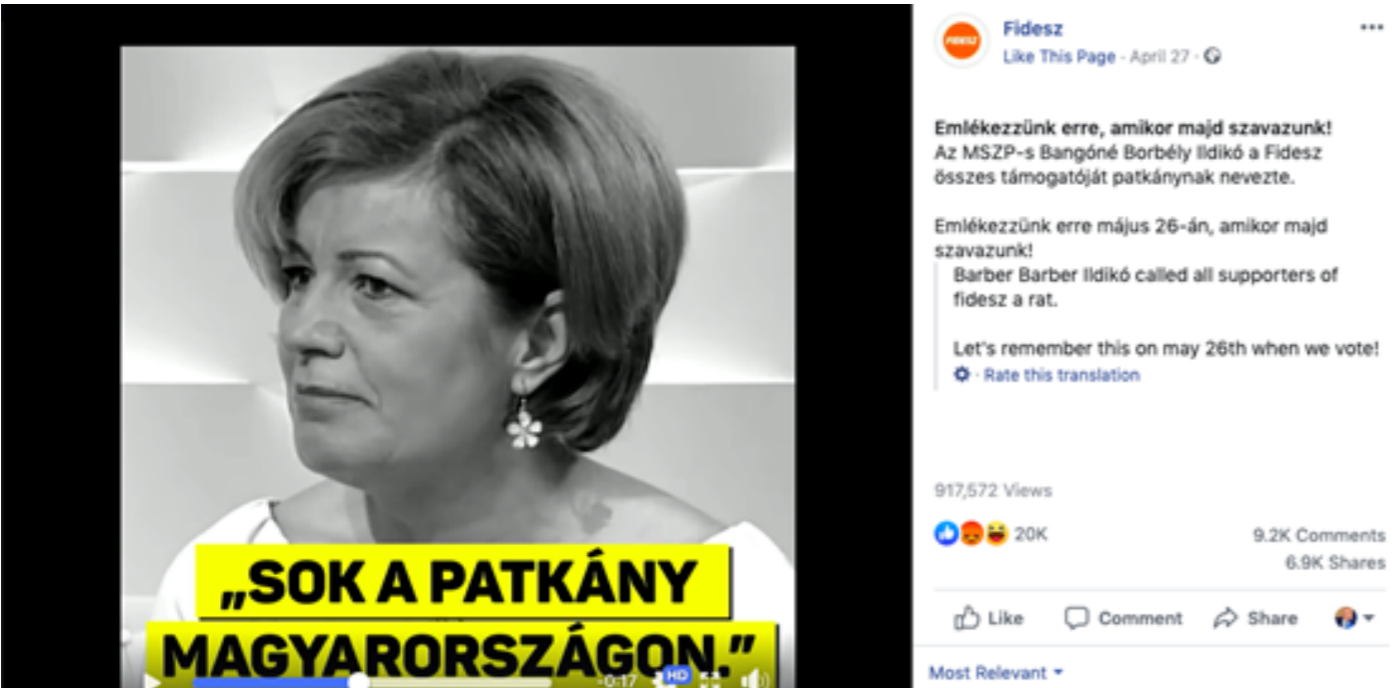 „SOK A PATKÁNY
MAGYARORSZÁGON.”
-0:17
HD
FIDESZ
Fidesz
Like This Page · April 27 ·
Emlékezzünk erre, amikor majd szavazunk!
Az MSZP-s Bangóné Borbély Ildikó a Fidesz
összes támogatóját patkánynak nevezte.
Emlékezzünk erre május 26-án, amikor majd
szavazunk!
Barber Barber Ildikó called all supporters of
fidesz a rat.
Let's remember this on may 26th when we vote!
· Rate this translation
917,572 Views
20K
9.2K Comments
6.9K Shares
Like Comment Share
Most Relevant